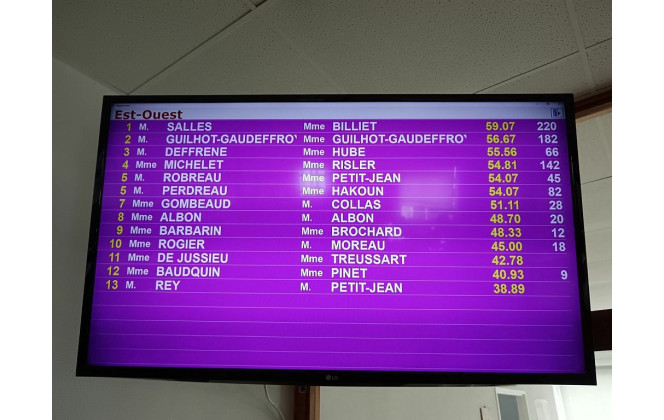 Est-Ouest
1 M. SALLES Mme BILLIET 59.07 220
2 M. GUILHOT-GAUDEFFROY Mme GUILHOT-GAUDEFFROY 56.67 182
3 M. DEFFRENE Mme HUBE 55.56 66
4 Mme MICHELET Mme RISLER 54.81 142
5 M. ROBREAU Mme PETIT-JEAN 54.07 45
5 M. PERDREAU Mme HAKOUN 54.07 82
7 Mme GOMBEAUD M. COLLAS 51.11 28
8 Mme ALBON M. ALBON 48.70 20
9 Mme BARBARIN Mme BROCHARD 48.33 12
10 Mme ROGIER M. MOREAU 45.00 18
11 Mme DE JUSSIEU Mme TREUSSART 42.78
12 Mme BAUDQUIN Mme PINET 40.93 9
13 M. REY M. PETIT-JEAN 38.89
LG